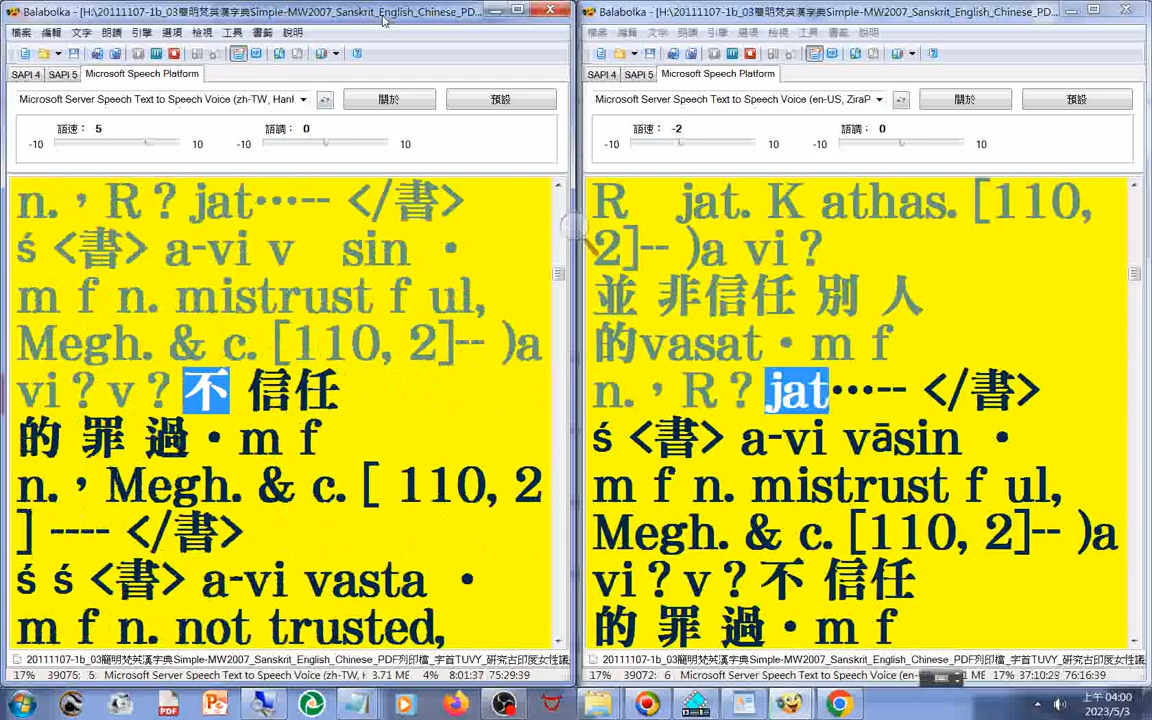 Balabolka - [H:\20111107-1b_03簡明梵英漢字典Simple-MW2007_Sanskrit_English_Chinese_PD...
檔案 編輯 文字 朗讀 引擎 選項 檢視 工具 書籤 說明
SAPI 4 SAPI 5 Microsoft Speech Platform
Microsoft Server Speech Text to Speech Voice (zh-TW, Hanl
關於 預設
語速： 5 語調： 0
-10 10 -10 10
n.，R？jat…-- </書>
ś <書> a-vi v sin •
m f n. mistrust f ul,
Megh. & c. [110, 2]-- )a
vi？v？不 信任
的 罪 過•m f
n.，Megh. & c. [ 110, 2
] ---- </書>
ś ś <書> a-vi vasta •
m f n. not trusted,
20111107-1b_03簡明梵英漢字典Simple-MW2007_Sanskrit_English_Chinese_PDF列印檔_字首TUVY_研究古印度女性議
17% 39075: 5: Microsoft Server Speech Text to Speech Voice (zh-TW, H 3.71 ME 4% 8:01:37 75:29:39
Balabolka - [H:\20111107-1b_03簡明梵英漢字典Simple-MW2007_Sanskrit_English_Chinese_PD...
檔案 編輯 文字 朗讀 引擎 選項 檢視 工具 書籤 說明
SAPI 4 SAPI 5 Microsoft Speech Platform
Microsoft Server Speech Text to Speech Voice (en-US, ZiraP
關於 預設
語速： -2 語調： 0
-10 10 -10 10
R jat. K athas. [110,
2]-- )a vi？
並 非信任 別 人
的vasat•m f
n.，R？jat…-- </書>
ś <書> a-vi vāsin •
m f n. mistrust f ul,
Megh. & c. [110, 2]-- )a
vi？v？不 信任
的 罪 過•m f
20111107-1b_03簡明梵英漢字典Simple-MW2007_Sanskrit_English_Chinese_PDF列印檔_字首TUVY_研究古印度女性議
17% 39072: 6: Microsoft Server Speech Text to Speech Voice (en-U 17% 37:10:29 76:16:39
上午 04:00
2023/5/3